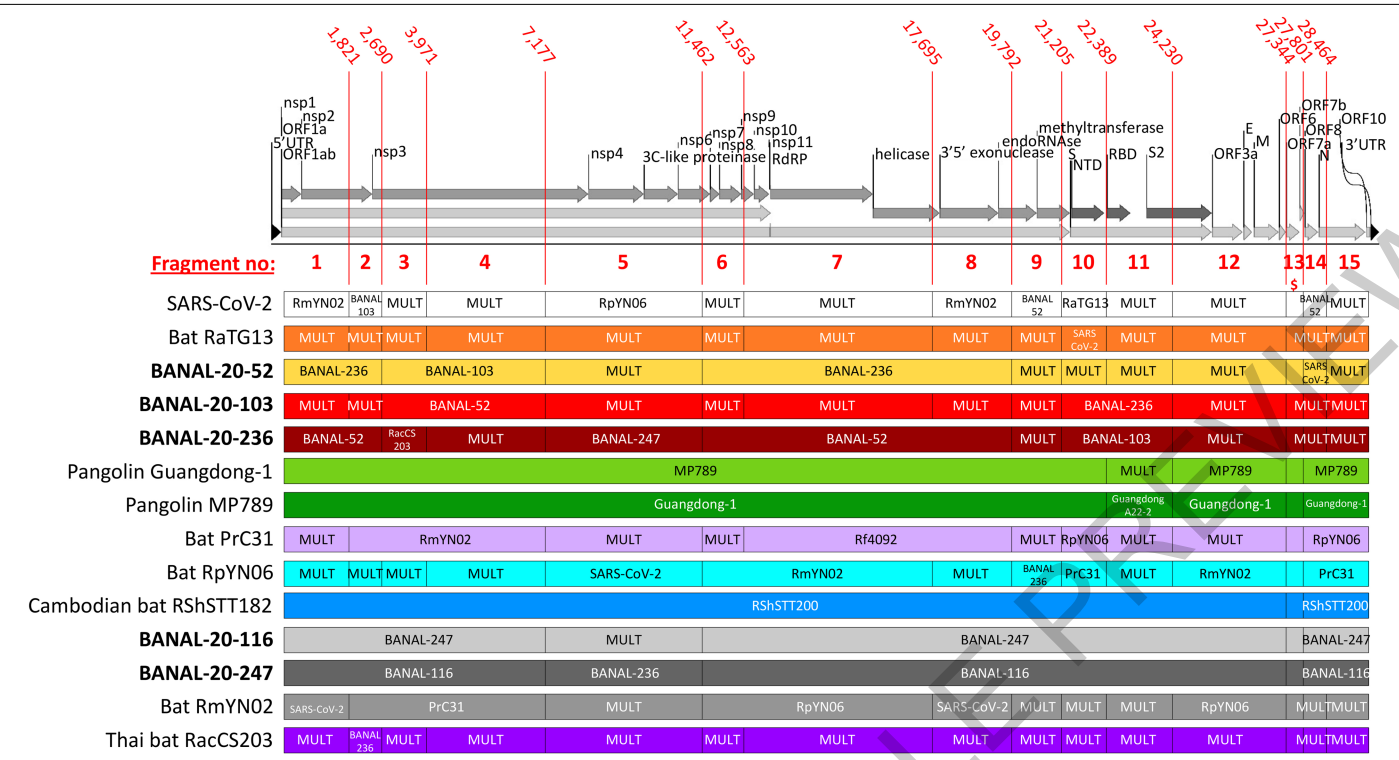 1,821 2,690 3,971 7,177 11,462 12,563 17,695 19,792 21,205 22,389 24,230 27,344 27,801 28,464
nsp1 ORF7b
nsp2 nsp9 ORF6 ORF10
ORF1a nsp7 nsp10 methyltransferase E ORF8
5'UTR nsp6 nsp8 nsp11 endoRNAse M ORF7a 3'UTR
ORF1ab nsp3 nsp4 3C-like proteinase RdRP helicase 3'5' exonuclease S RBD S2 ORF3a N
NTD
Fragment no: 1 2 3 4 5 6 7 8 9 10 11 12 13 14 15
$
SARS-CoV-2 RmYN02 BANAL 103 MULT MULT RpYN06 MULT MULT RmYN02 BANAL 52 RaTG13 MULT MULT BANAL 52 MULT
Bat RaTG13 MULT MULT MULT MULT MULT MULT MULT MULT MULT SARS CoV-2 MULT MULT MULT MULT
BANAL-20-52 BANAL-236 BANAL-103 MULT BANAL-236 MULT MULT MULT MULT SARS CoV-2 MULT
BANAL-20-103 MULT MULT BANAL-52 MULT MULT MULT MULT MULT BANAL-236 MULT MULT MULT
BANAL-20-236 BANAL-52 RacCS 203 MULT BANAL-247 BANAL-52 MULT BANAL-103 MULT MULT MULT
Pangolin Guangdong-1 MP789 MULT MP789 MP789
Pangolin MP789 Guangdong-1 Guangdong A22-2 Guangdong-1 Guangdong-1
Bat PrC31 MULT RmYN02 MULT MULT Rf4092 MULT RpYN06 MULT MULT RpYN06
Bat RpYN06 MULT MULT MULT MULT SARS-CoV-2 RmYN02 MULT BANAL 236 PrC31 MULT RmYN02 PrC31
Cambodian bat RShSTT182 RShSTT200 RShSTT200
BANAL-20-116 BANAL-247 MULT BANAL-247 BANAL-247
BANAL-20-247 BANAL-116 BANAL-236 BANAL-116 BANAL-116
Bat RmYN02 SARS-CoV-2 PrC31 MULT RpYN06 SARS-CoV-2 MULT MULT MULT RpYN06 MULT MULT
Thai bat RacCS203 MULT BANAL 236 MULT MULT MULT MULT MULT MULT MULT MULT MULT MULT MULT MULT
LE PREVIEW